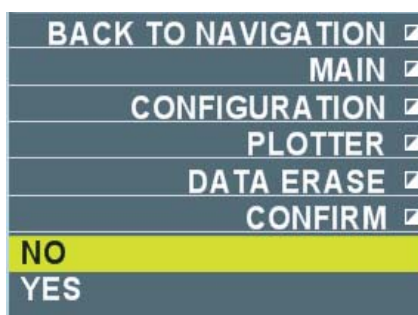 BACK TO NAVIGATION
MAIN
CONFIGURATION
PLOTTER
DATA ERASE
CONFIRM
NO
YES